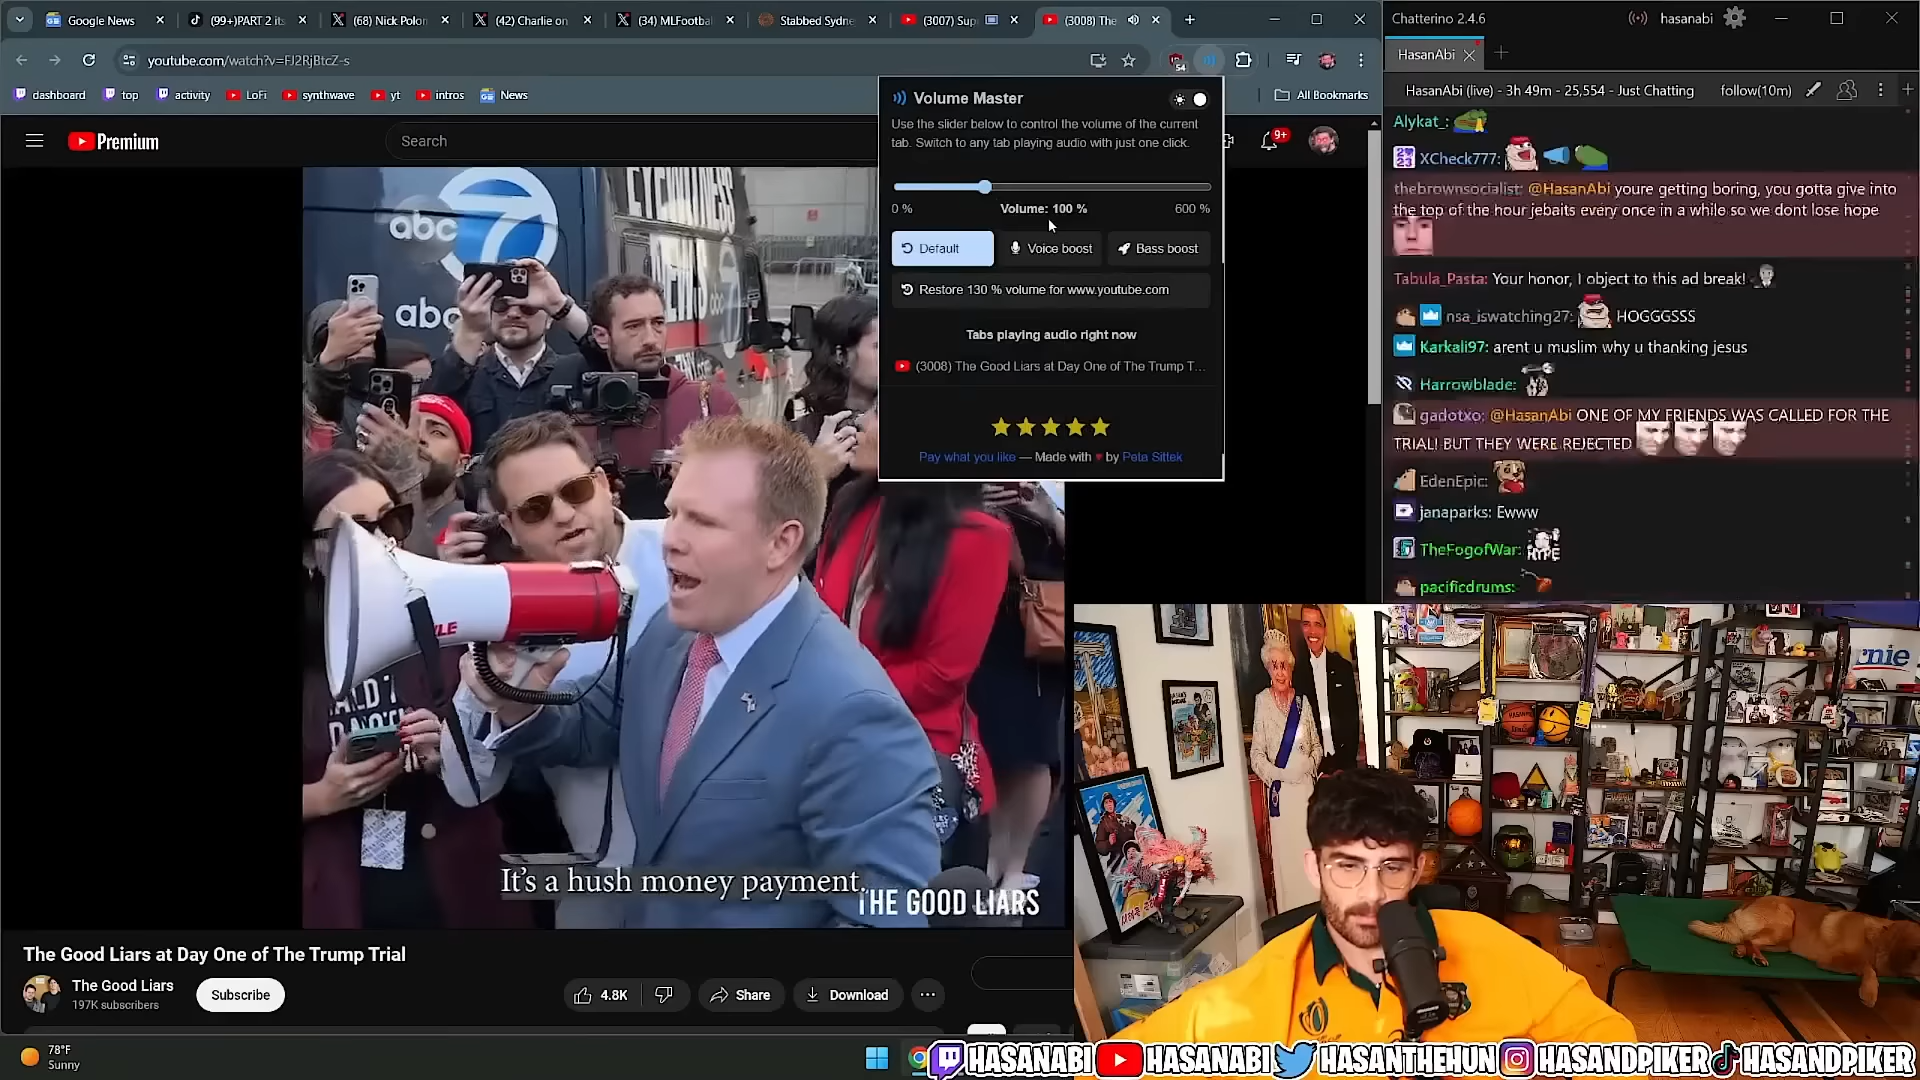 Google News
(99+)PART 2 its
(68) Nick Polon
(42) Charlie on
(34) MLFootbal
Stabbed Sydne
(3007) Sup
(3008) The
youtube.com/watch?v=FJ2RjBtcZ-s
54
dashboard
top
activity
LoFi
synthwave
yt
intros
News
All Bookmarks
Premium
Search
9+
Volume Master
Use the slider below to control the volume of the current
tab. Switch to any tab playing audio with just one click.
0 %
Volume: 100 %
600 %
Default
Voice boost
Bass boost
Restore 130 % volume for www.youtube.com
Tabs playing audio right now
(3008) The Good Liars at Day One of The Trump T...
Pay what you like — Made with ♥ by Peta Sittek
abc 7
abc
EYEWITNESS
It's a hush money payment.
THE GOOD LIARS
The Good Liars at Day One of The Trump Trial
The Good Liars
197K subscribers
Subscribe
4.8K
Share
Download
78°F
Sunny
Chatterino 2.4.6
hasanabi
HasanAbi
HasanAbi (live) - 3h 49m - 25,554 - Just Chatting
follow(10m)
Alykat_:
XCheck777:
thebrownsocialist: @HasanAbi youre getting boring, you gotta give into
the top of the hour jebaits every once in a while so we dont lose hope
Tabula_Pasta: Your honor, I object to this ad break!
nsa_iswatching27: HOGGGSSS
Karkali97: arent u muslim why u thanking jesus
Harrowblade:
gadotxo: @HasanAbi ONE OF MY FRIENDS WAS CALLED FOR THE
TRIAL! BUT THEY WERE REJECTED
EdenEpic:
janaparks: Ewww
TheFogofWar: HYPE
pacificdrums:
rnie
HASANABI
HASANABI
HASANTHEHUN
HASANDPIKER
HASANDPIKER